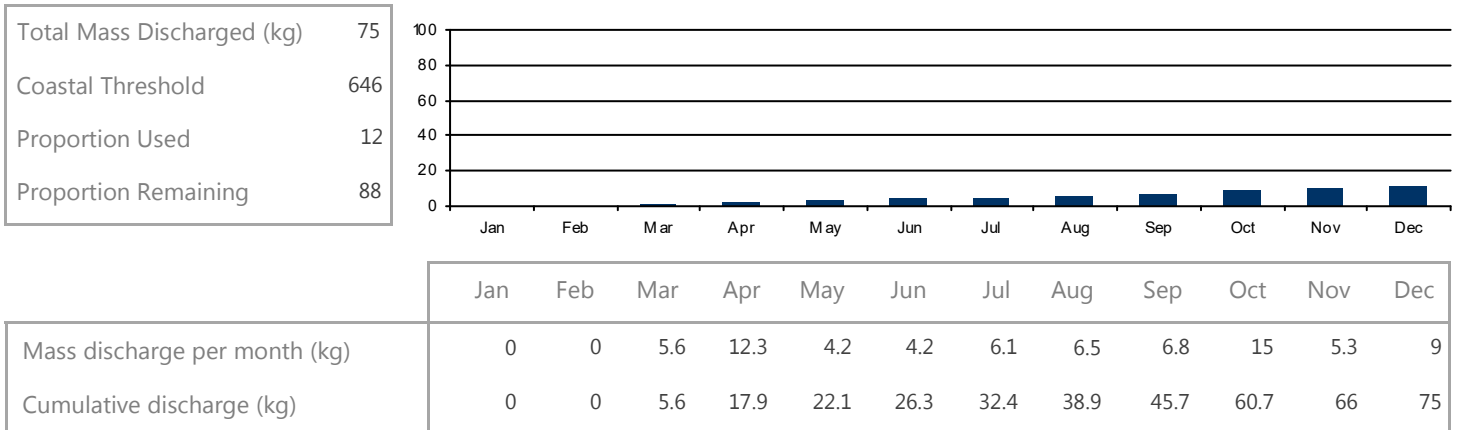 Total Mass Discharged (kg) 75
Coastal Threshold 646
Proportion Used 12
Proportion Remaining 88
100
80
60
40
20
0
Jan Feb Mar Apr May Jun Jul Aug Sep Oct Nov Dec
Jan Feb Mar Apr May Jun Jul Aug Sep Oct Nov Dec
Mass discharge per month (kg) 0 0 5.6 12.3 4.2 4.2 6.1 6.5 6.8 15 5.3 9
Cumulative discharge (kg) 0 0 5.6 17.9 22.1 26.3 32.4 38.9 45.7 60.7 66 75